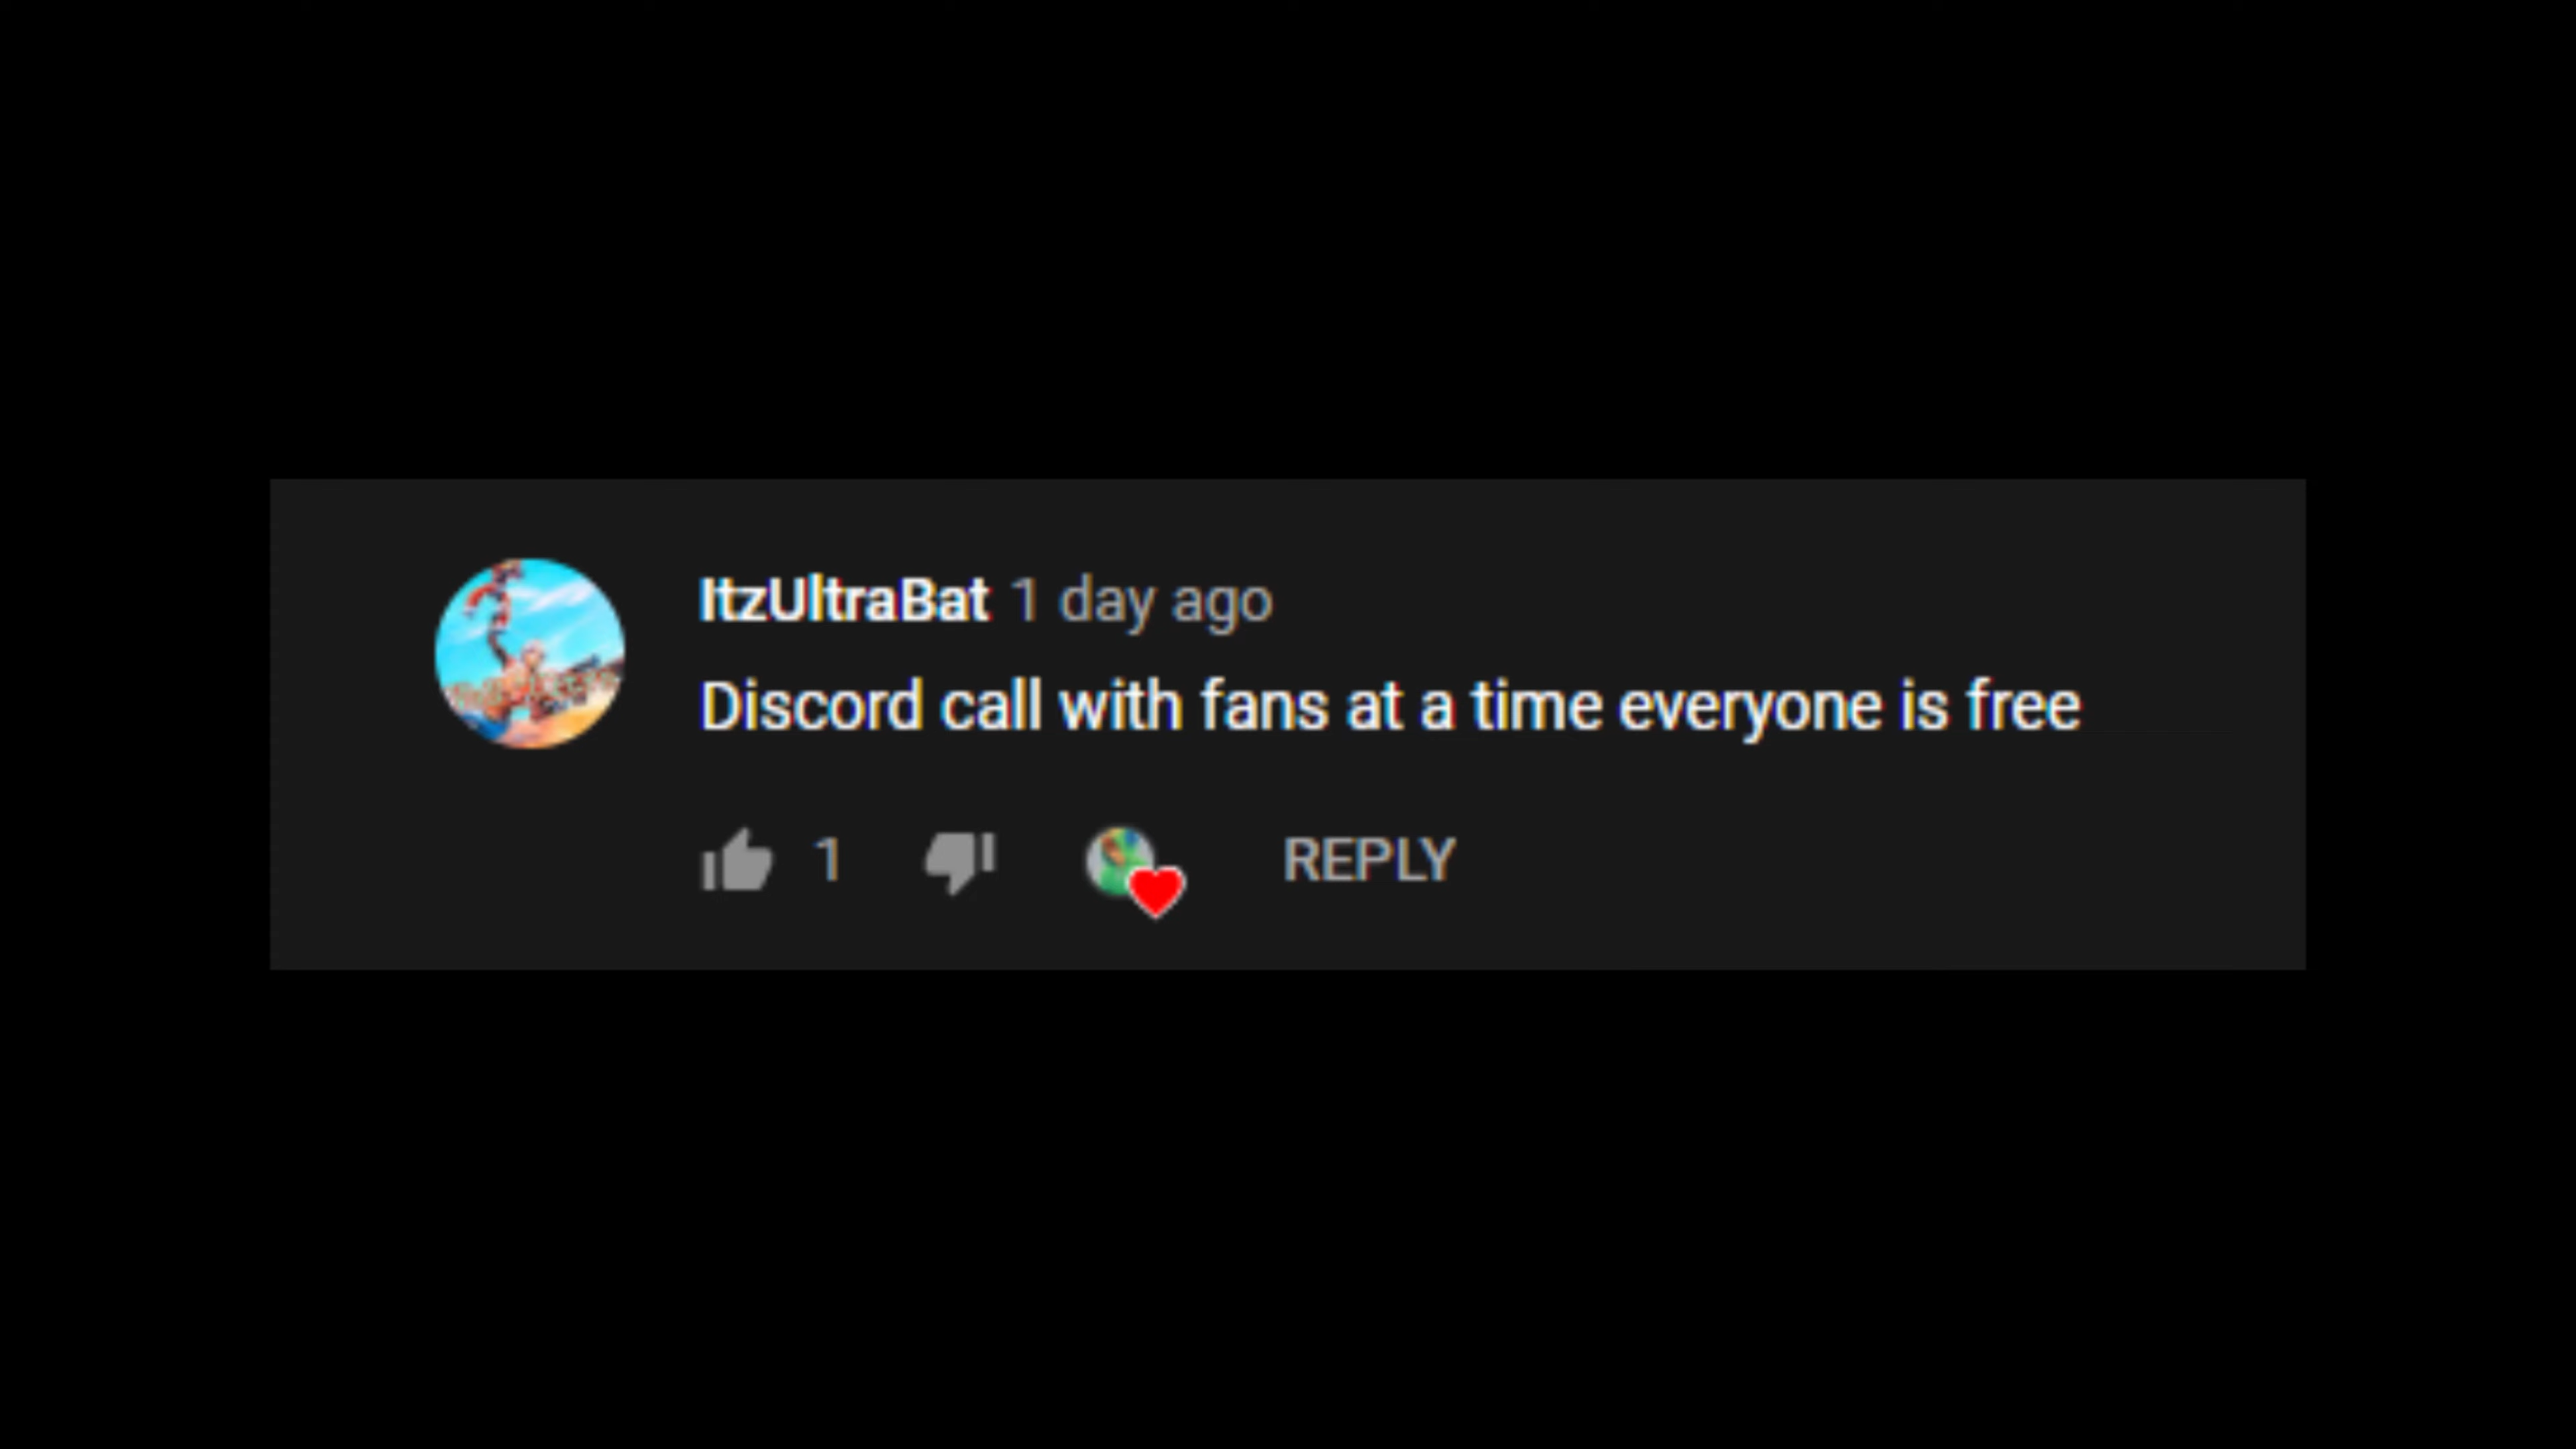 ItzUltraBat 1 day ago
Discord call with fans at a time everyone is free
1 REPLY